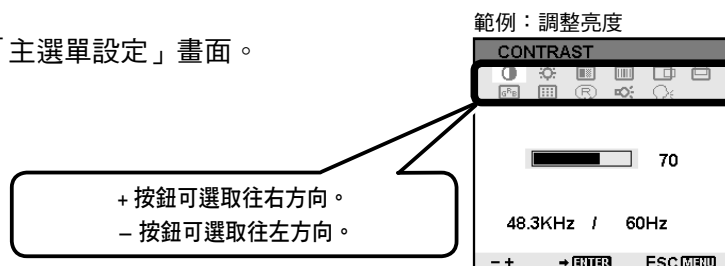 「主選單設定」畫面。
範例：調整亮度
CONTRAST
70
48.3KHz / 60Hz
– + → ENTER ESC MENU
+ 按鈕可選取往右方向。
– 按鈕可選取往左方向。